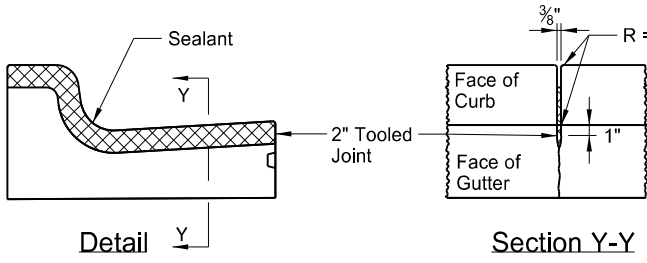 Sealant
Y
Y
2" Tooled
Joint
Detail
3/8"
R =
Face of
Curb
1"
Face of
Gutter
Section Y-Y